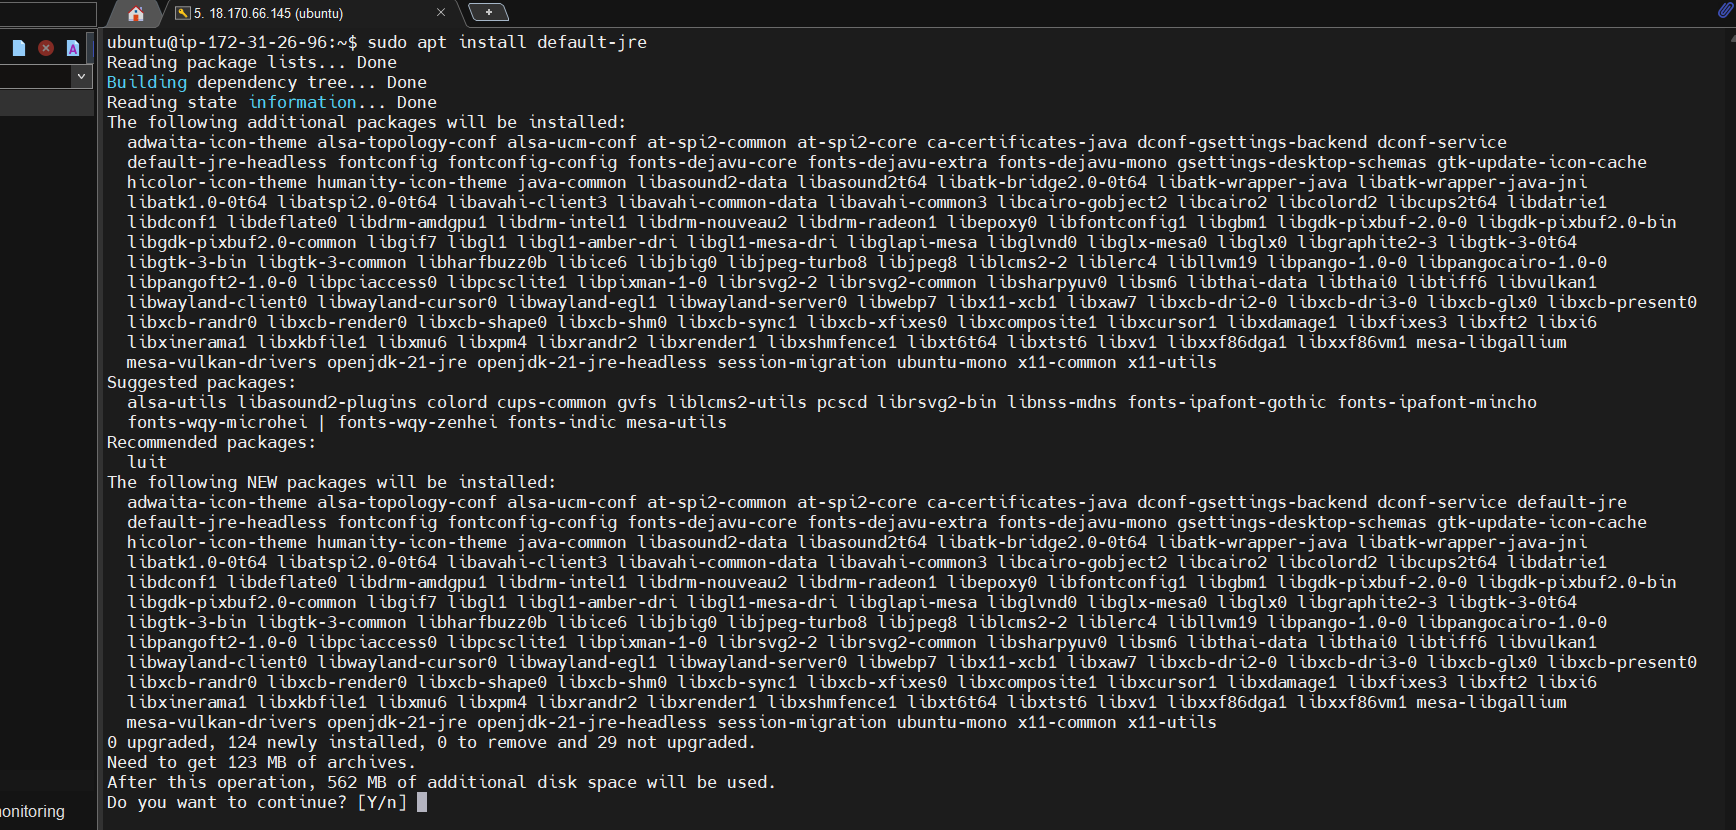 5. 18.170.66.145 (ubuntu)
ubuntu@ip-172-31-26-96:~$ sudo apt install default-jre
Reading package lists... Done
Building dependency tree... Done
Reading state information... Done
The following additional packages will be installed:
adwaita-icon-theme alsa-topology-conf alsa-ucm-conf at-spi2-common at-spi2-core ca-certificates-java dconf-gsettings-backend dconf-service
default-jre-headless fontconfig fontconfig-config fonts-dejavu-core fonts-dejavu-extra fonts-dejavu-mono gsettings-desktop-schemas gtk-update-icon-cache
hicolor-icon-theme humanity-icon-theme java-common libasound2-data libasound2t64 libatk-bridge2.0-0t64 libatk-wrapper-java libatk-wrapper-java-jni
libatk1.0-0t64 libatspi2.0-0t64 libavahi-client3 libavahi-common-data libavahi-common3 libcairo-gobject2 libcairo2 libcolord2 libcups2t64 libdatrie1
libdconf1 libdeflate0 libdrm-amdgpu1 libdrm-intel1 libdrm-nouveau2 libdrm-radeon1 libepoxy0 libfontconfig1 libgbm1 libgdk-pixbuf-2.0-0 libgdk-pixbuf2.0-bin
libgdk-pixbuf2.0-common libgif7 libgl1 libgl1-amber-dri libgl1-mesa-dri libglapi-mesa libglvnd0 libglx-mesa0 libglx0 libgraphite2-3 libgtk-3-0t64
libgtk-3-bin libgtk-3-common libharfbuzz0b libice6 libjbig0 libjpeg-turbo8 libjpeg8 liblcms2-2 liblerc4 libllvm19 libpango-1.0-0 libpangocairo-1.0-0
libpangoft2-1.0-0 libpciaccess0 libpcsclite1 libpixman-1-0 librsvg2-2 librsvg2-common libsharpyuv0 libsm6 libthai-data libthai0 libtiff6 libvulkan1
libwayland-client0 libwayland-cursor0 libwayland-egl1 libwayland-server0 libwebp7 libx11-xcb1 libxaw7 libxcb-dri2-0 libxcb-dri3-0 libxcb-glx0 libxcb-present0
libxcb-randr0 libxcb-render0 libxcb-shape0 libxcb-shm0 libxcb-sync1 libxcb-xfixes0 libxcomposite1 libxcursor1 libxdamage1 libxfixes3 libxft2 libxi6
libxinerama1 libxkbfile1 libxmu6 libxpm4 libxrandr2 libxrender1 libxshmfence1 libxt6t64 libxtst6 libxv1 libxxf86dga1 libxxf86vm1 mesa-libgallium
mesa-vulkan-drivers openjdk-21-jre openjdk-21-jre-headless session-migration ubuntu-mono x11-common x11-utils
Suggested packages:
alsa-utils libasound2-plugins colord cups-common gvfs liblcms2-utils pcscd librsvg2-bin libnss-mdns fonts-ipafont-gothic fonts-ipafont-mincho
fonts-wqy-microhei | fonts-wqy-zenhei fonts-indic mesa-utils
Recommended packages:
luit
The following NEW packages will be installed:
adwaita-icon-theme alsa-topology-conf alsa-ucm-conf at-spi2-common at-spi2-core ca-certificates-java dconf-gsettings-backend dconf-service default-jre
default-jre-headless fontconfig fontconfig-config fonts-dejavu-core fonts-dejavu-extra fonts-dejavu-mono gsettings-desktop-schemas gtk-update-icon-cache
hicolor-icon-theme humanity-icon-theme java-common libasound2-data libasound2t64 libatk-bridge2.0-0t64 libatk-wrapper-java libatk-wrapper-java-jni
libatk1.0-0t64 libatspi2.0-0t64 libavahi-client3 libavahi-common-data libavahi-common3 libcairo-gobject2 libcairo2 libcolord2 libcups2t64 libdatrie1
libdconf1 libdeflate0 libdrm-amdgpu1 libdrm-intel1 libdrm-nouveau2 libdrm-radeon1 libepoxy0 libfontconfig1 libgbm1 libgdk-pixbuf-2.0-0 libgdk-pixbuf2.0-bin
libgdk-pixbuf2.0-common libgif7 libgl1 libgl1-amber-dri libgl1-mesa-dri libglapi-mesa libglvnd0 libglx-mesa0 libglx0 libgraphite2-3 libgtk-3-0t64
libgtk-3-bin libgtk-3-common libharfbuzz0b libice6 libjbig0 libjpeg-turbo8 libjpeg8 liblcms2-2 liblerc4 libllvm19 libpango-1.0-0 libpangocairo-1.0-0
libpangoft2-1.0-0 libpciaccess0 libpcsclite1 libpixman-1-0 librsvg2-2 librsvg2-common libsharpyuv0 libsm6 libthai-data libthai0 libtiff6 libvulkan1
libwayland-client0 libwayland-cursor0 libwayland-egl1 libwayland-server0 libwebp7 libx11-xcb1 libxaw7 libxcb-dri2-0 libxcb-dri3-0 libxcb-glx0 libxcb-present0
libxcb-randr0 libxcb-render0 libxcb-shape0 libxcb-shm0 libxcb-sync1 libxcb-xfixes0 libxcomposite1 libxcursor1 libxdamage1 libxfixes3 libxft2 libxi6
libxinerama1 libxkbfile1 libxmu6 libxpm4 libxrandr2 libxrender1 libxshmfence1 libxt6t64 libxtst6 libxv1 libxxf86dga1 libxxf86vm1 mesa-libgallium
mesa-vulkan-drivers openjdk-21-jre openjdk-21-jre-headless session-migration ubuntu-mono x11-common x11-utils
0 upgraded, 124 newly installed, 0 to remove and 29 not upgraded.
Need to get 123 MB of archives.
After this operation, 562 MB of additional disk space will be used.
Do you want to continue? [Y/n]
onitoring